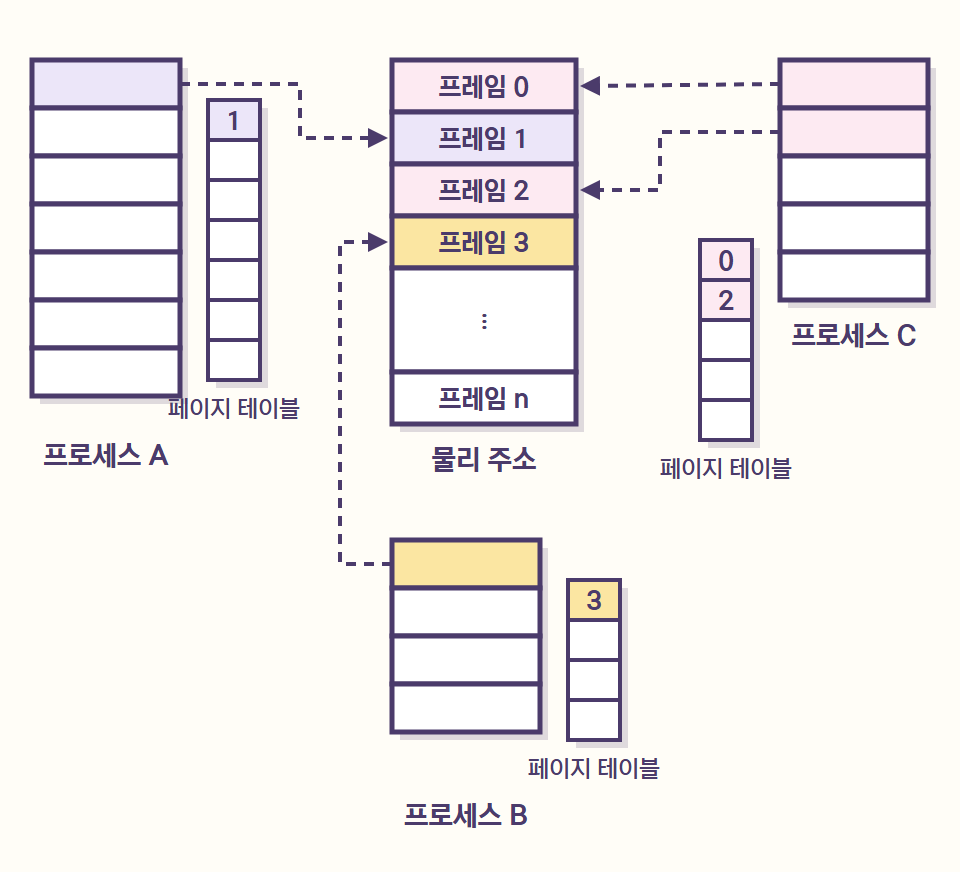 1
페이지 테이블
프로세스 A
프레임 0
프레임 1
프레임 2
프레임 3
⋮
프레임 n
물리 주소
0
2
페이지 테이블
프로세스 C
3
페이지 테이블
프로세스 B